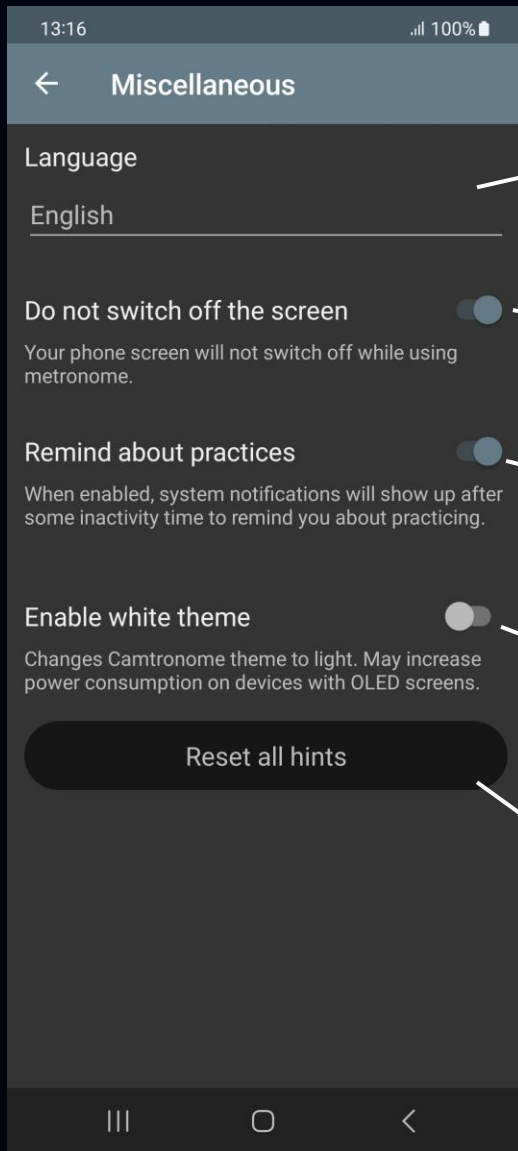 13:16 100%
Miscellaneous
Language
English
Do not switch off the screen
Your phone screen will not switch off while using
metronome.
Remind about practices
When enabled, system notifications will show up after
some inactivity time to remind you about practicing.
Enable white theme
Changes Camtronome theme to light. May increase
power consumption on devices with OLED screens.
Reset all hints